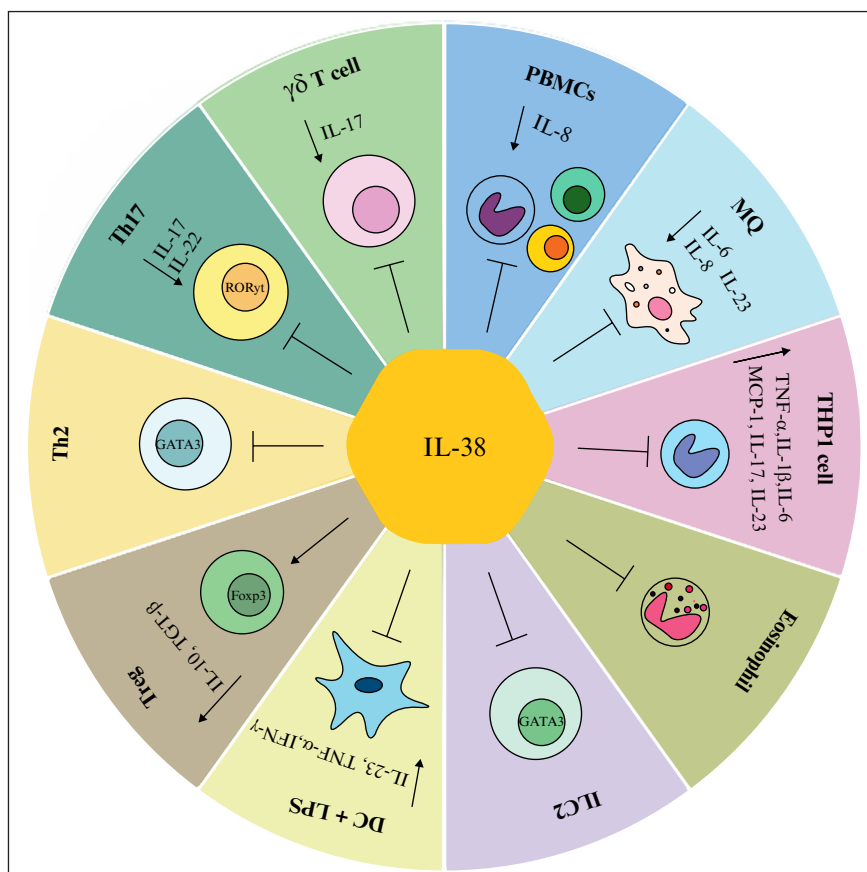 γδ T cell
IL-17
PBMCs
IL-8
MQ
IL-6
IL-8 IL-23
THP1 cell
TNF-α,IL-1β,IL-6
MCP-1, IL-17, IL-23
Eosinophil
ILC2
GATA3
DC + LPS
IL-23, TNF-α,IFN-γ
Treg
IL-10, TGT-β
Foxp3
Th2
GATA3
Th17
IL-17
IL-22
RORyt
IL-38